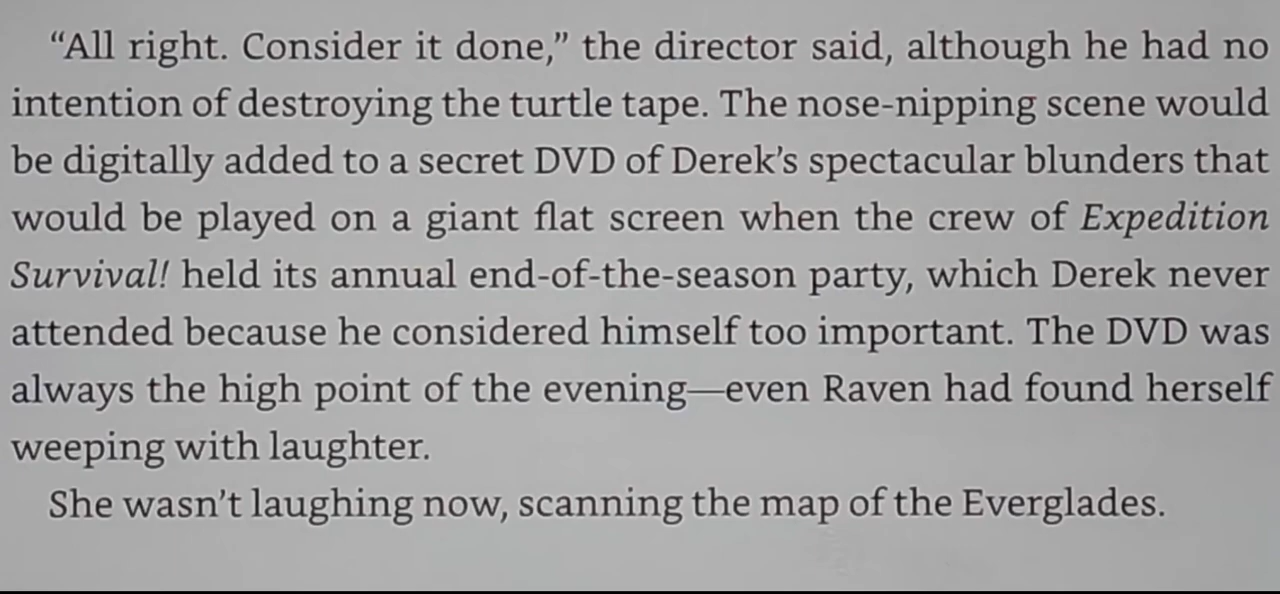 “All right. Consider it done,” the director said, although he had no
intention of destroying the turtle tape. The nose-nipping scene would
be digitally added to a secret DVD of Derek’s spectacular blunders that
would be played on a giant flat screen when the crew of Expedition
Survival! held its annual end-of-the-season party, which Derek never
attended because he considered himself too important. The DVD was
always the high point of the evening—even Raven had found herself
weeping with laughter.
She wasn’t laughing now, scanning the map of the Everglades.